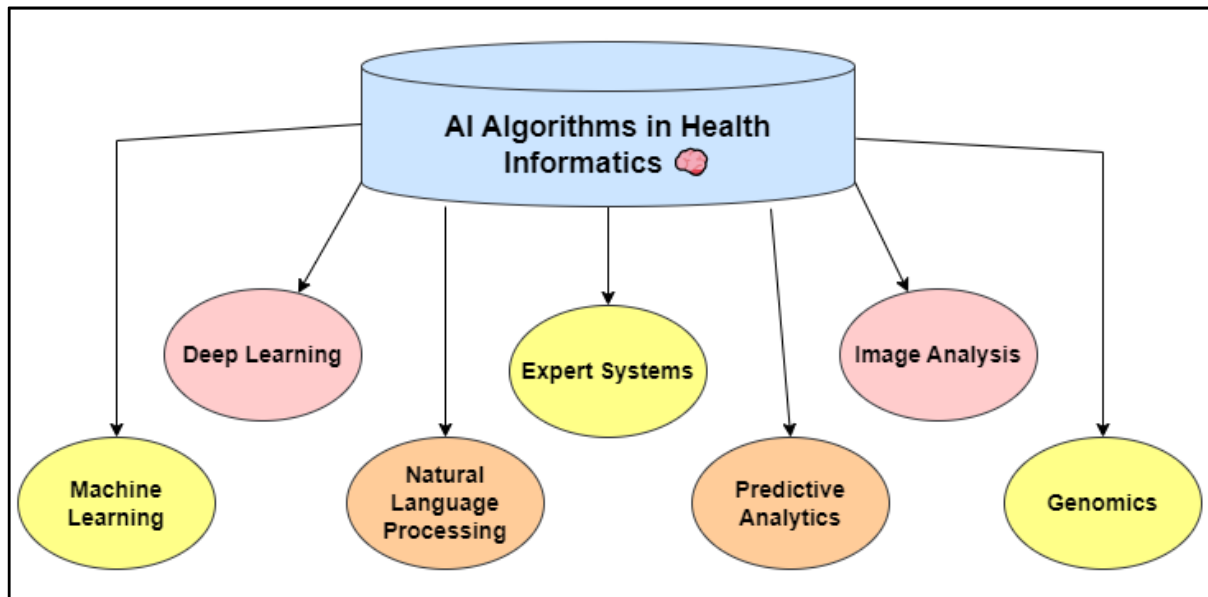 AI Algorithms in Health
Informatics 🧠
Deep Learning
Expert Systems
Image Analysis
Machine
Learning
Natural
Language
Processing
Predictive
Analytics
Genomics